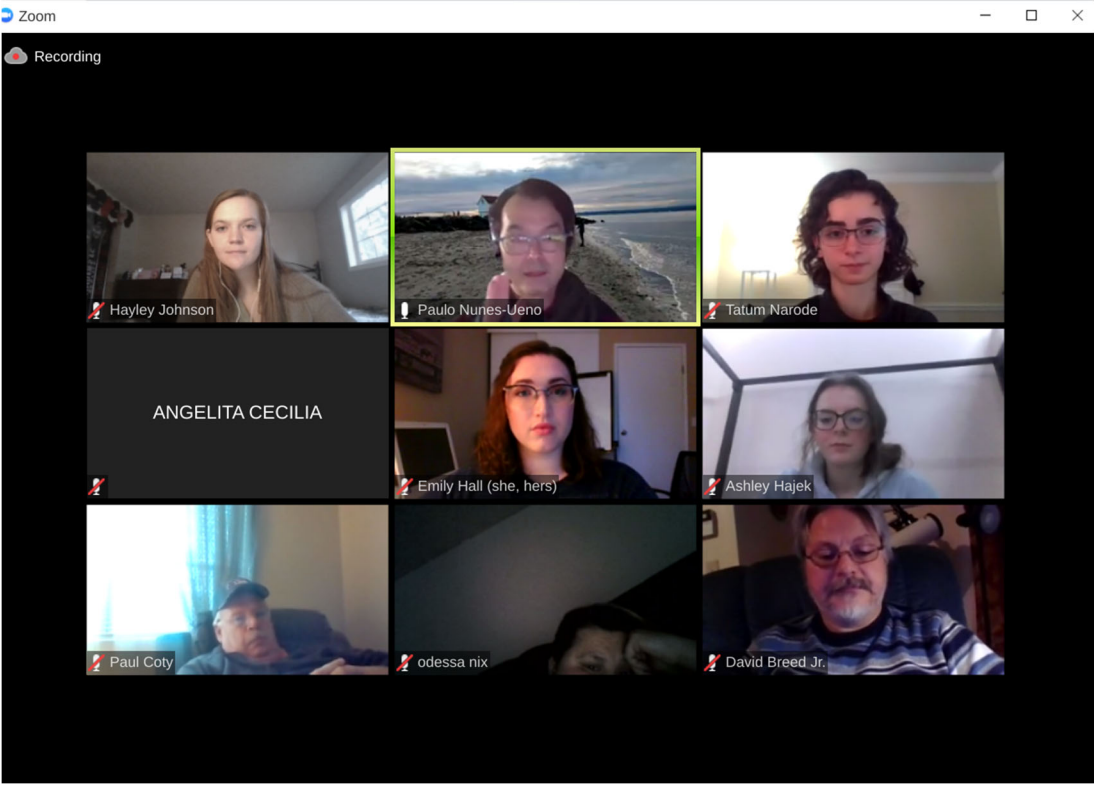 Zoom
Recording
Hayley Johnson
Paulo Nunes-Ueno
Tatum Narode
ANGELITA CECILIA
Emily Hall (she, hers)
Ashley Hajek
Paul Coty
odessa nix
David Breed Jr.